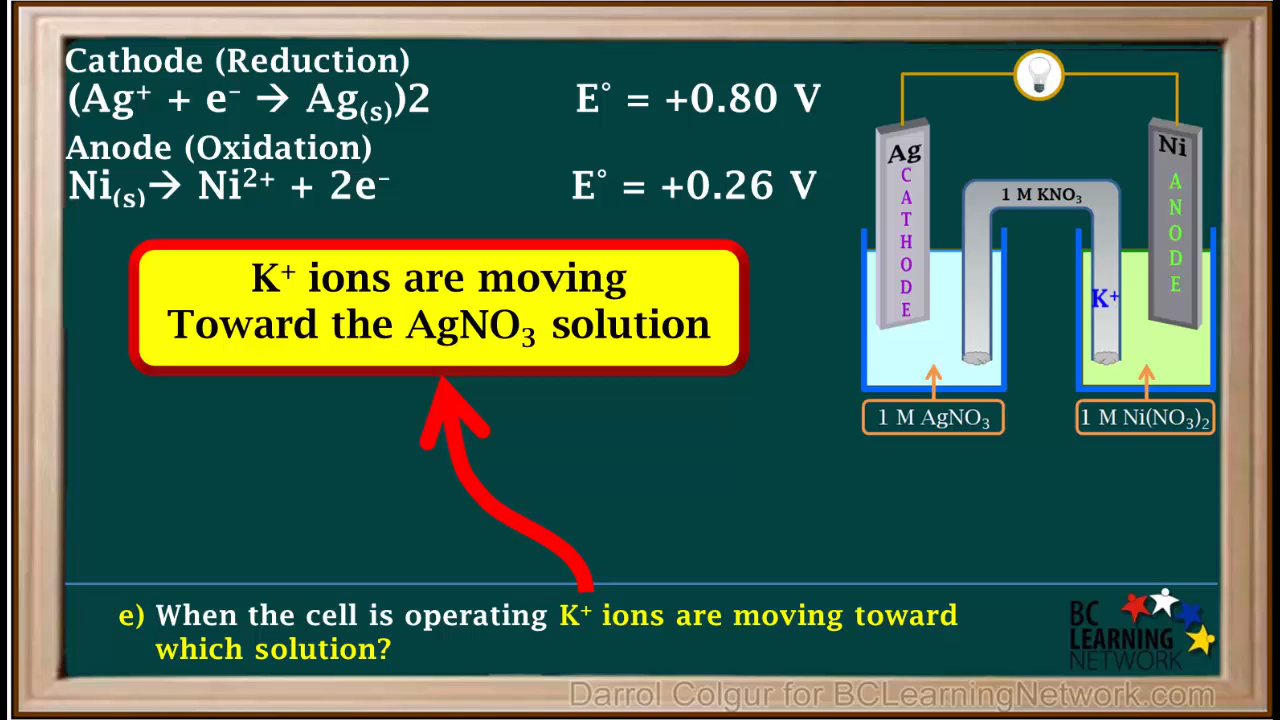 Cathode (Reduction)
(Ag⁺ + e⁻ → Ag₍ₛ₎)2 E° = +0.80 V
Anode (Oxidation)
Ni₍ₛ₎→ Ni²⁺ + 2e⁻ E° = +0.26 V
K⁺ ions are moving
Toward the AgNO₃ solution
Ag
CATHODE
Ni
ANODE
1 M KNO₃
K⁺
1 M AgNO₃
1 M Ni(NO₃)₂
e) When the cell is operating K⁺ ions are moving toward
which solution?
BC
LEARNING
NETWORK
Darrol Colgur for BCLearningNetwork.com